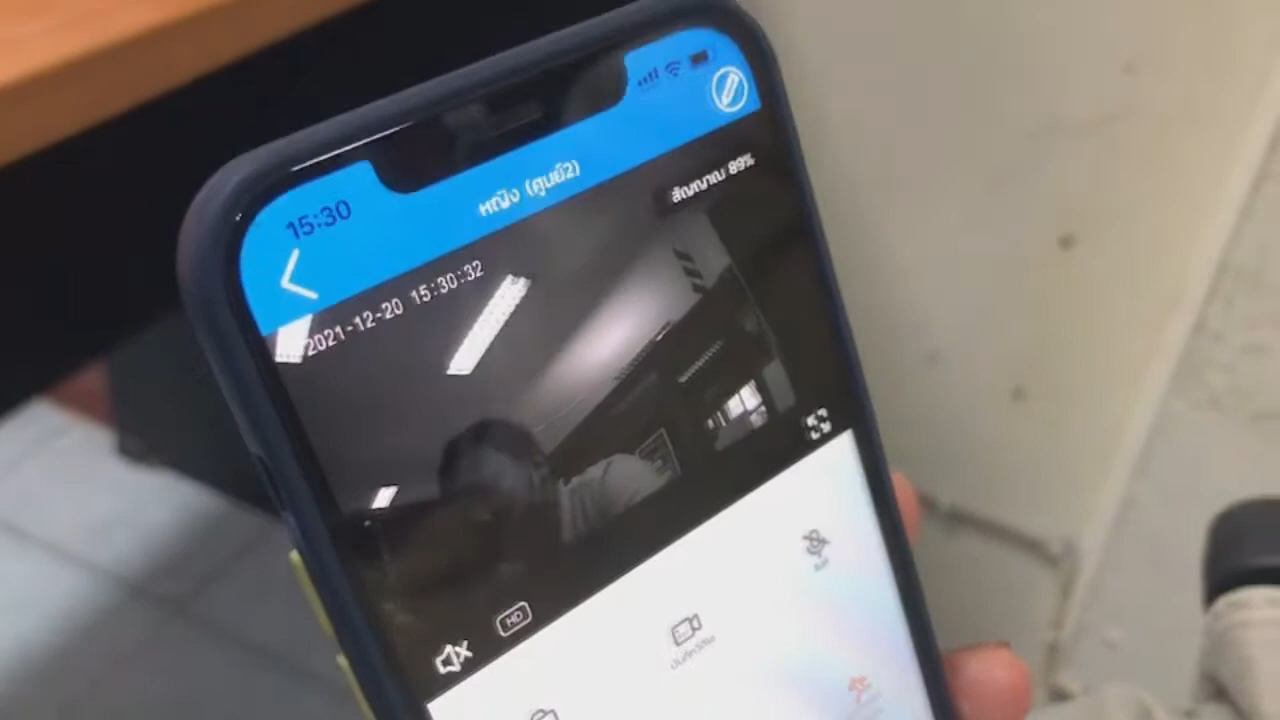 15:30
หญิง (ศูนย์2)
สัญญาณ 89%
2021-12-20 15:30:32
HD
บันทึกวิดีโอ